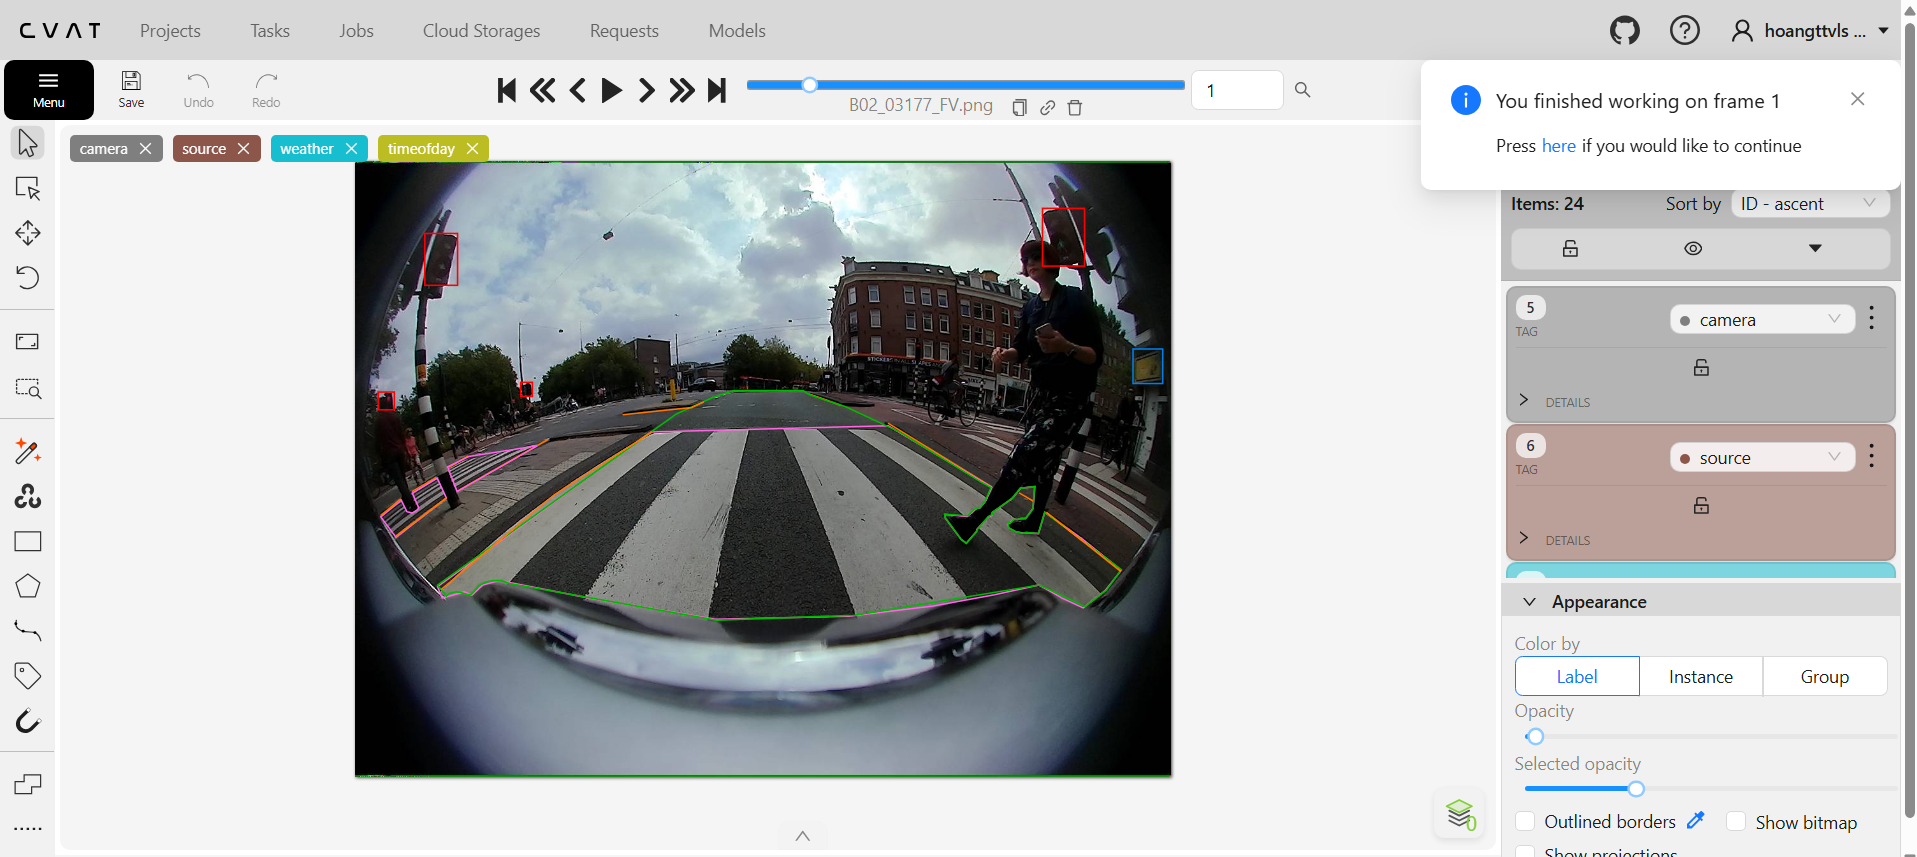 CVAT Projects Tasks Jobs Cloud Storages Requests Models hoangttvls ...
Menu Save Undo Redo
1
B02_03177_FV.png
You finished working on frame 1
Press here if you would like to continue
camera source weather timeofday
Items: 24 Sort by ID - ascent
5
TAG
camera
DETAILS
6
TAG
source
DETAILS
Appearance
Color by
Label Instance Group
Opacity
Selected opacity
Outlined borders Show bitmap
Show projections
0